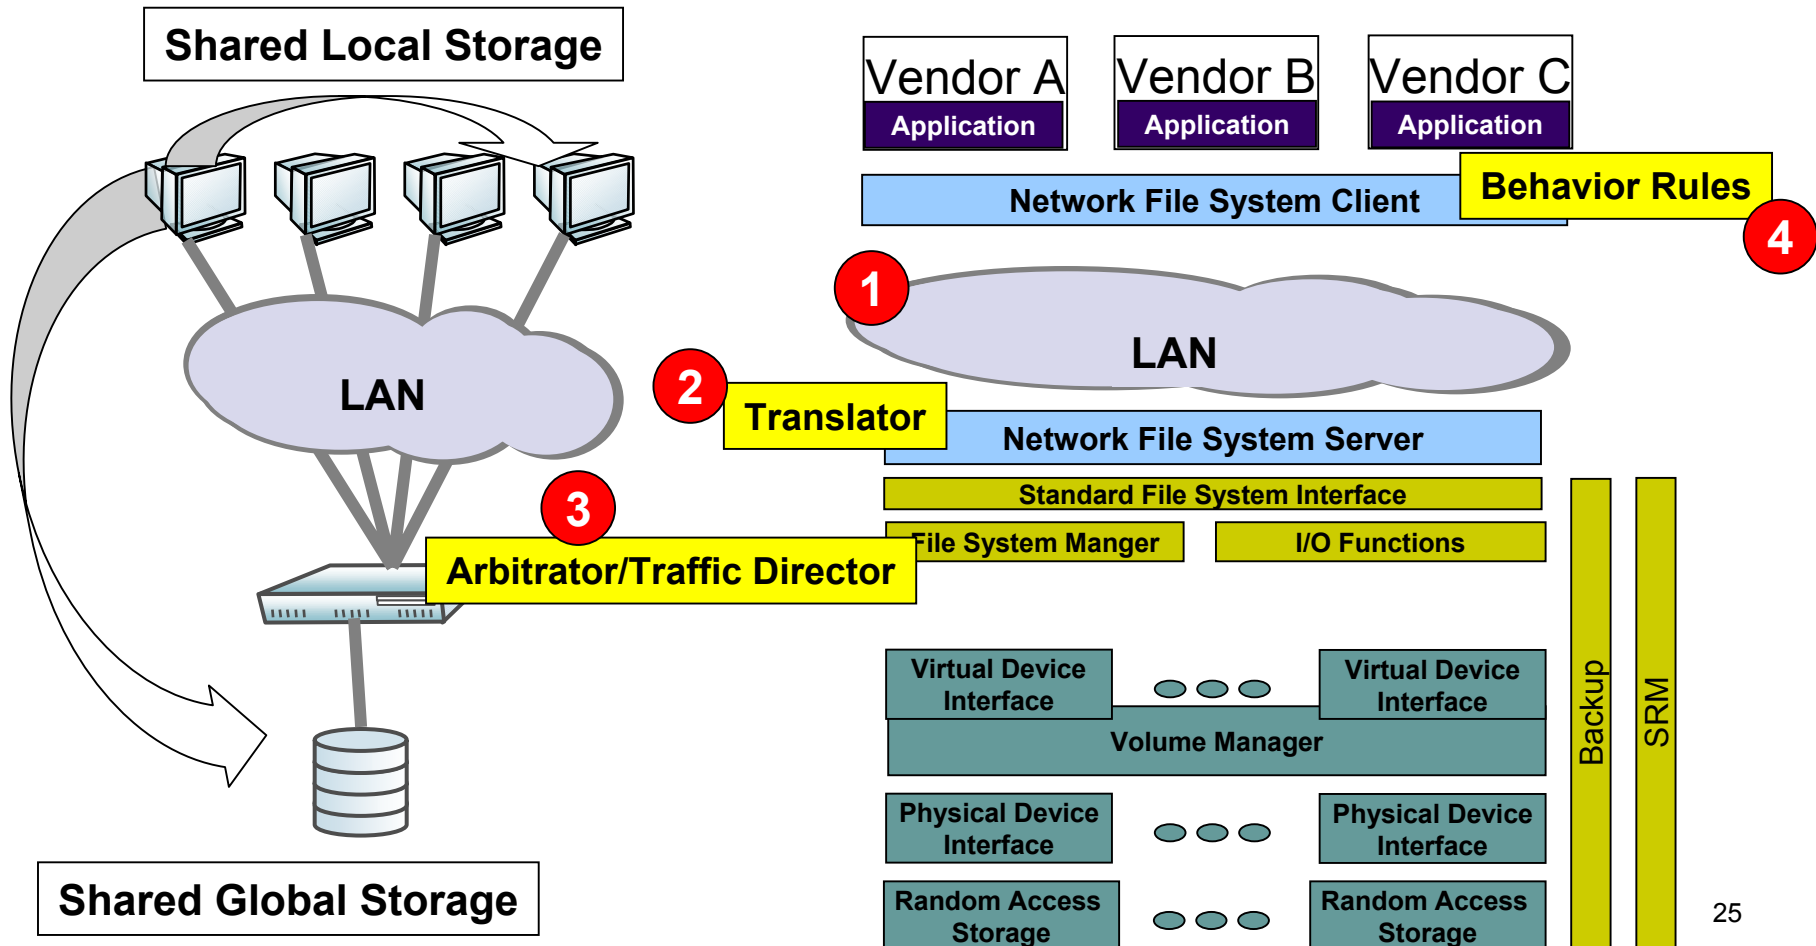 Shared Local Storage
LAN
Shared Global Storage
Vendor A
Application
Vendor B
Application
Vendor C
Application
Network File System Client
Behavior Rules
4
1
LAN
2
Translator
Network File System Server
3
Arbitrator/Traffic Director
Standard File System Interface
File System Manger
I/O Functions
Virtual Device
Interface
Virtual Device
Interface
Volume Manager
Physical Device
Interface
Physical Device
Interface
Random Access
Storage
Random Access
Storage
Backup
SRM
25